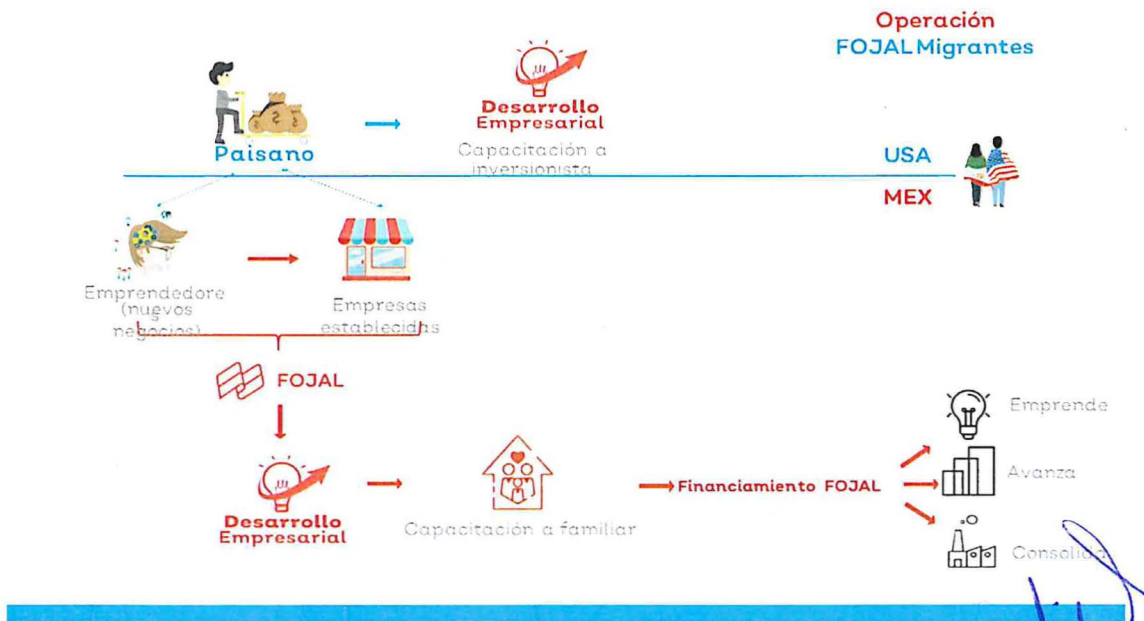 Operación
FOJAL Migrantes
Desarrollo
Empresarial
Paisano
Capacitación a
inversionista
USA
MEX
Emprendedore
(nuevos
negocios)
Empresas
establecidas
FOJAL
Desarrollo
Empresarial
Capacitación a familiar
Financiamiento FOJAL
Emprende
Avanza
Consolida